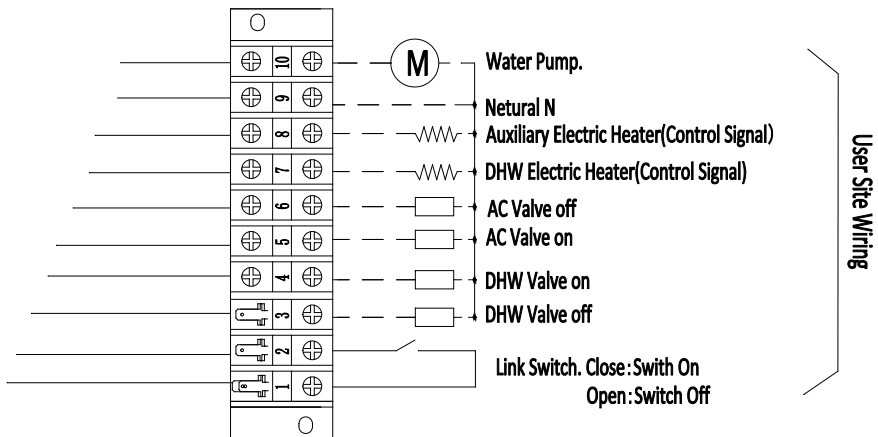 10
M
Water Pump.
9
Netural N
8
Auxiliary Electric Heater(Control Signal)
7
DHW Electric Heater(Control Signal)
6
AC Valve off
5
AC Valve on
4
DHW Valve on
3
DHW Valve off
2
Link Switch. Close:Swith On
1
Open:Switch Off
User Site Wiring